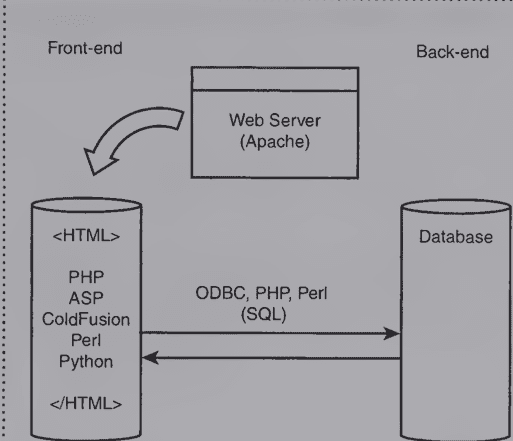 Front-end
Back-end
Web Server
(Apache)
<HTML>
PHP
ASP
ColdFusion
Perl
Python
</HTML>
ODBC, PHP, Perl
(SQL)
Database